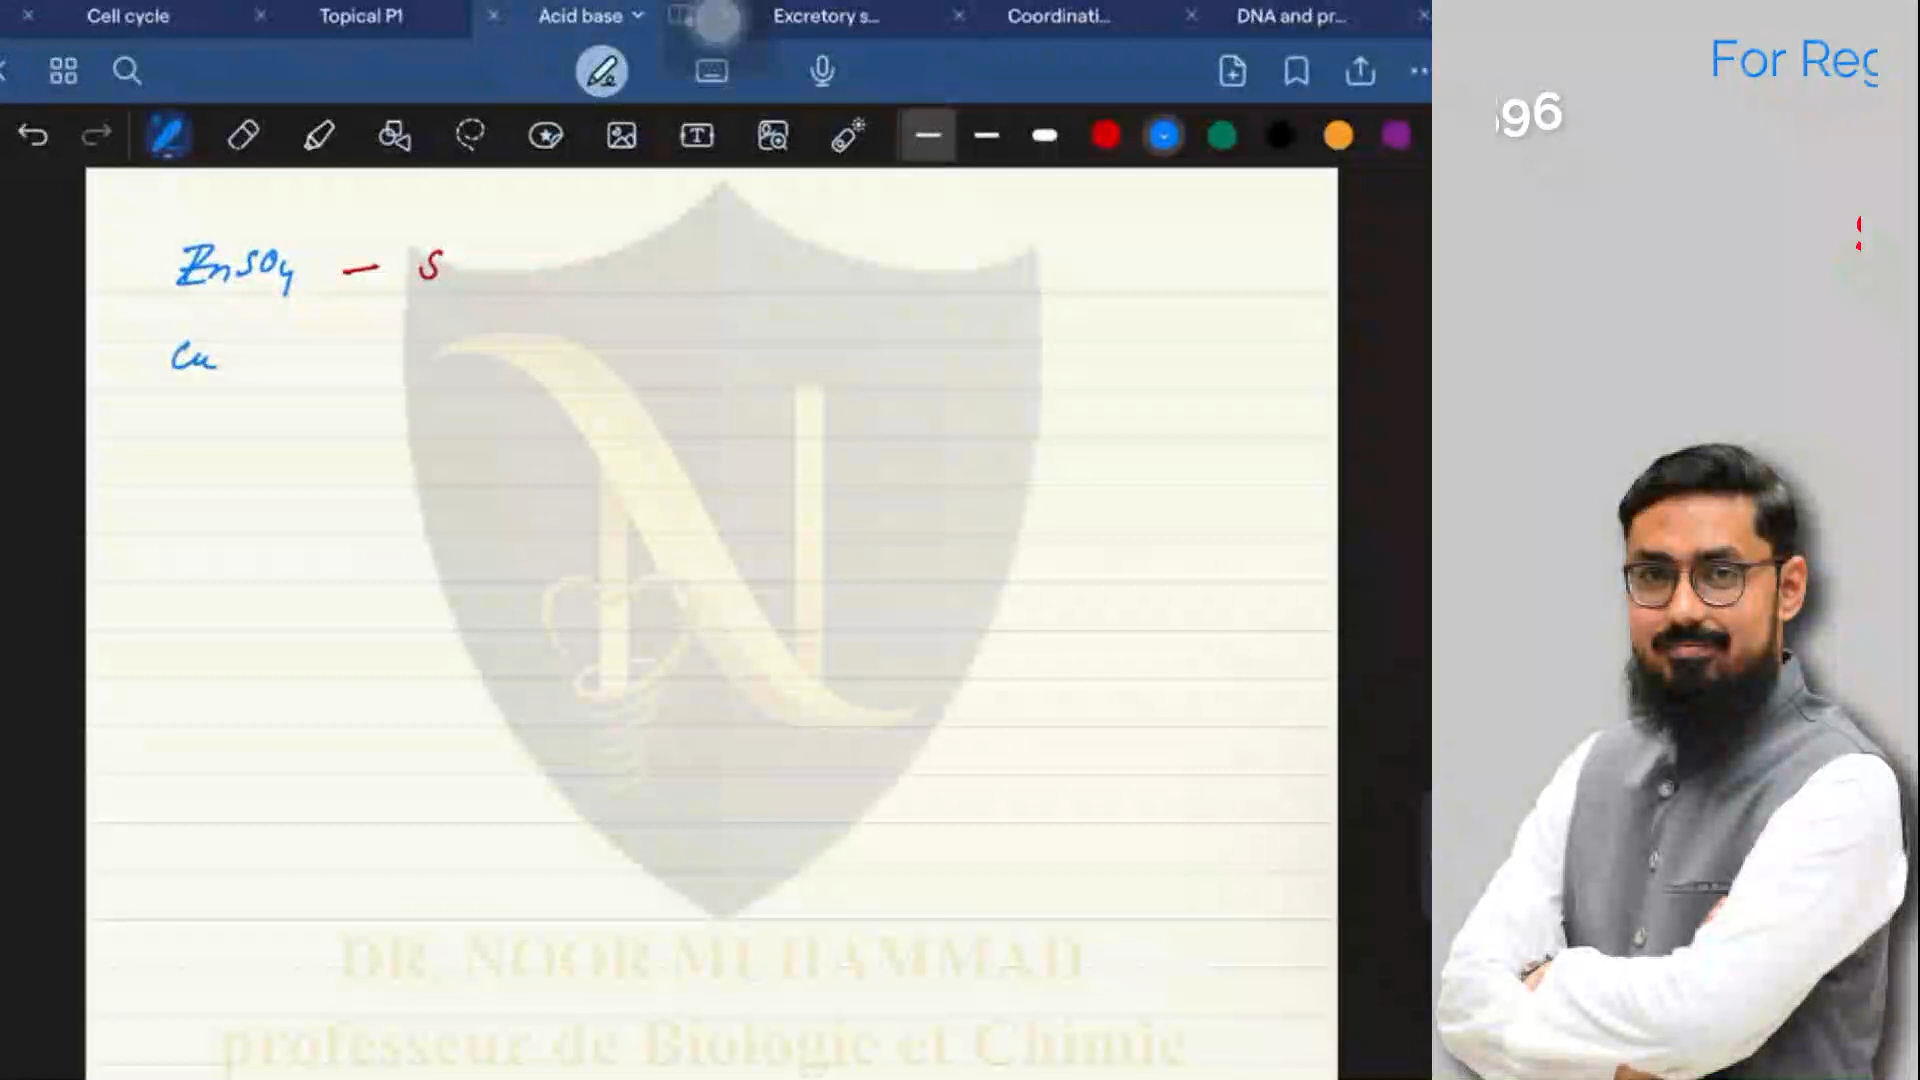 Cell cycle
Topical P1
Acid base
Excretory s...
Coordinati...
DNA and pr...
For Reg
596
ZnSO4 — S
Cu
DR. NOOR MUHAMMAD
professeur de Biologie et Chimie